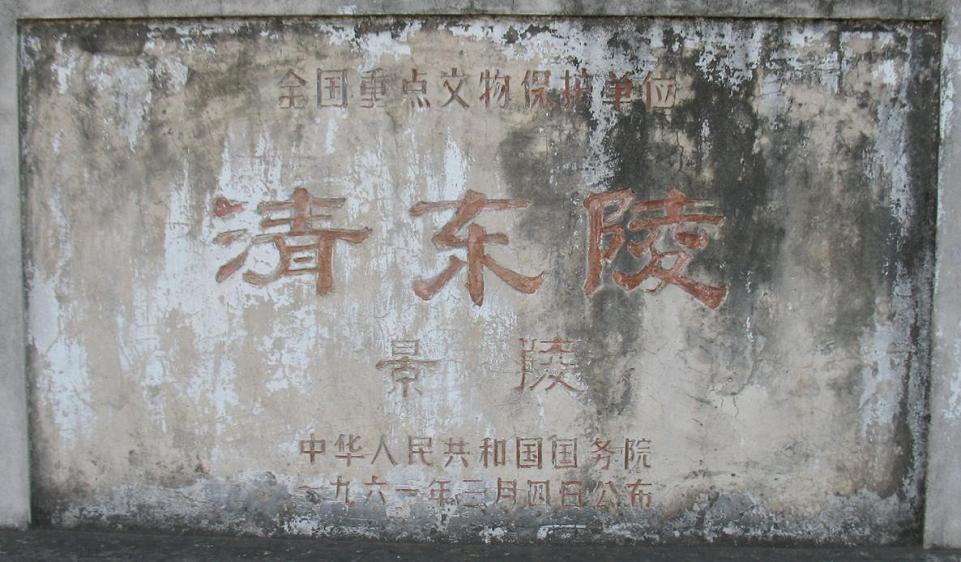 全国重点文物保护单位
清东陵
景陵
中华人民共和国国务院
一九六一年三月四日公布